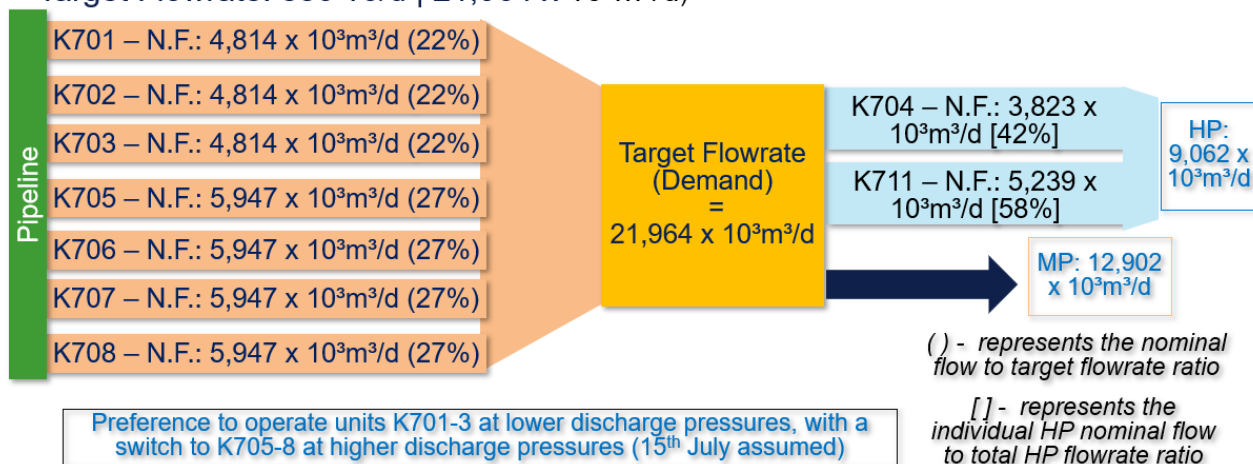 Pipeline
K701 – N.F.: 4,814 x 10³m³/d (22%)
K702 – N.F.: 4,814 x 10³m³/d (22%)
K703 – N.F.: 4,814 x 10³m³/d (22%)
K705 – N.F.: 5,947 x 10³m³/d (27%)
K706 – N.F.: 5,947 x 10³m³/d (27%)
K707 – N.F.: 5,947 x 10³m³/d (27%)
K708 – N.F.: 5,947 x 10³m³/d (27%)
Target Flowrate
(Demand)
=
21,964 x 10³m³/d
K704 – N.F.: 3,823 x
10³m³/d [42%]
K711 – N.F.: 5,239 x
10³m³/d [58%]
HP:
9,062 x
10³m³/d
MP: 12,902
x 10³m³/d
( ) - represents the nominal
flow to target flowrate ratio
[ ] - represents the
individual HP nominal flow
to total HP flowrate ratio
Preference to operate units K701-3 at lower discharge pressures, with a
switch to K705-8 at higher discharge pressures (15th July assumed)